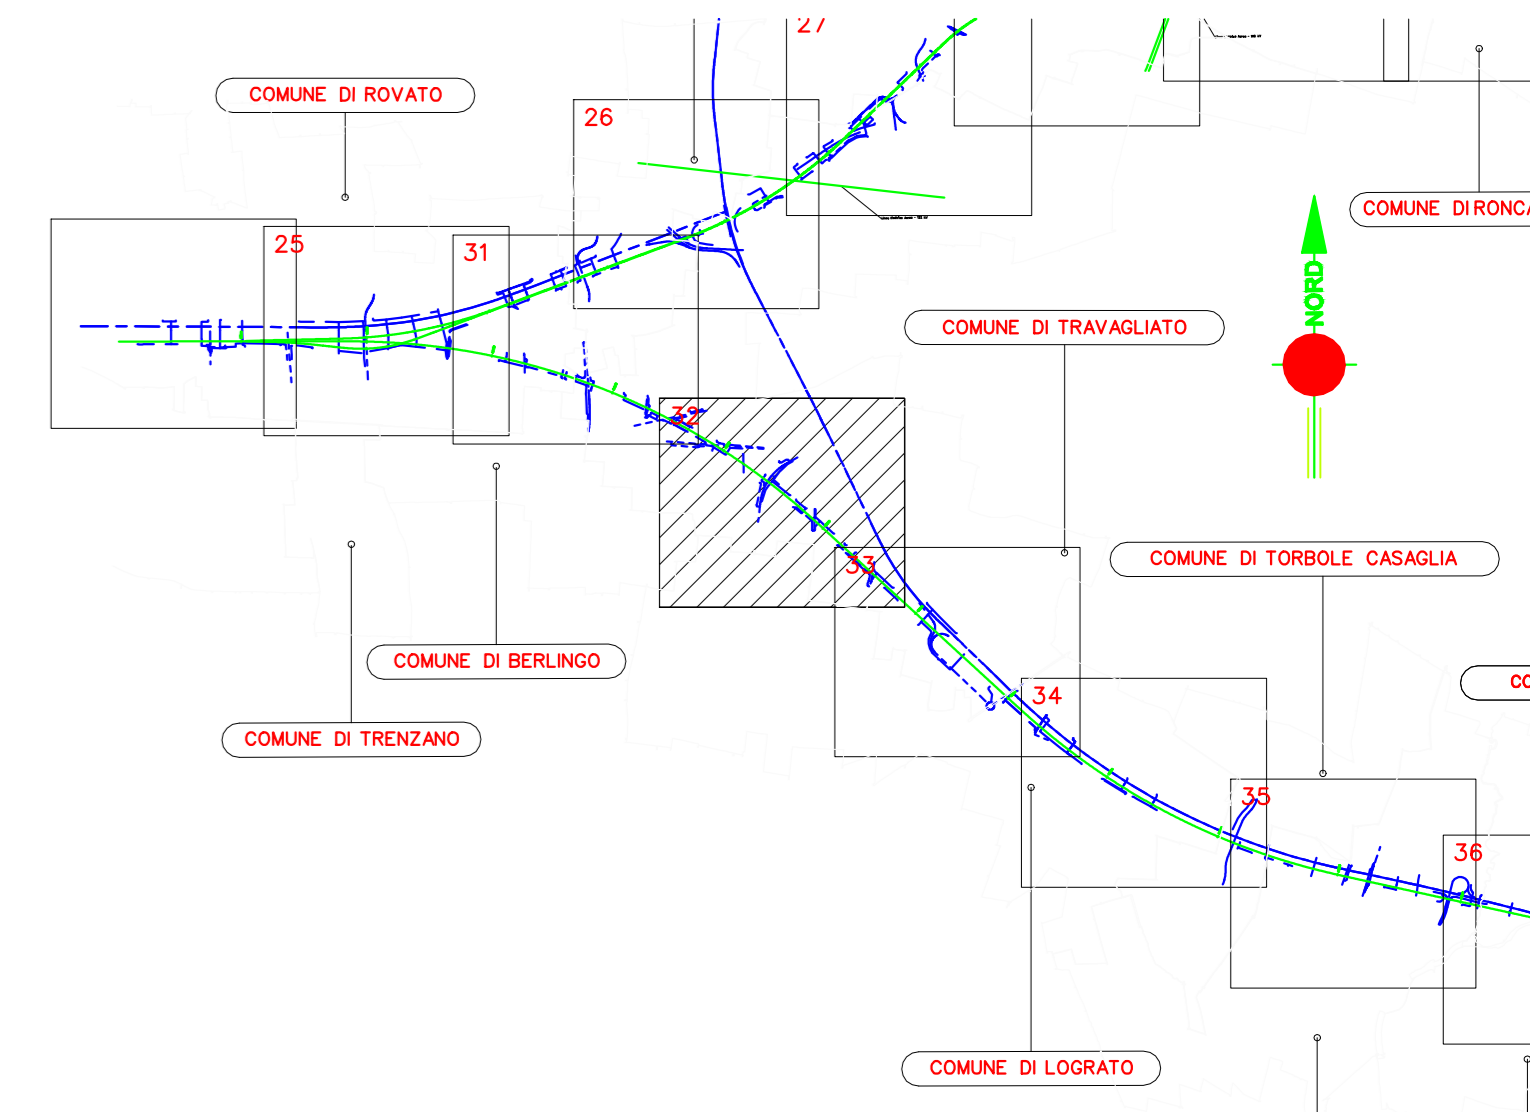 27
COMUNE DI ROVATO
26
COMUNE DI RONCA
25
31
NORD
COMUNE DI TRAVAGLIATO
32
COMUNE DI TORBOLE CASAGLIA
33
COMUNE DI BERLINGO
CO
34
COMUNE DI TRENZANO
35
36
COMUNE DI LOGRATO